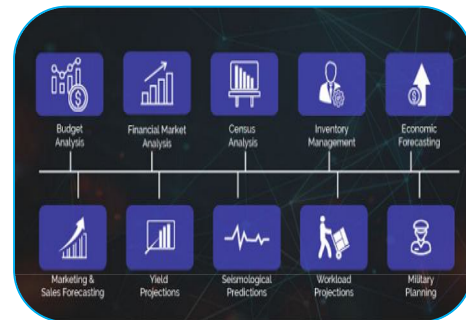 Budget
Analysis
Financial Market
Analysis
Census
Analysis
Inventory
Management
Economic
Forecasting
Marketing &
Sales Forecasting
Yield
Projections
Seismological
Predictions
Workload
Projections
Military
Planning